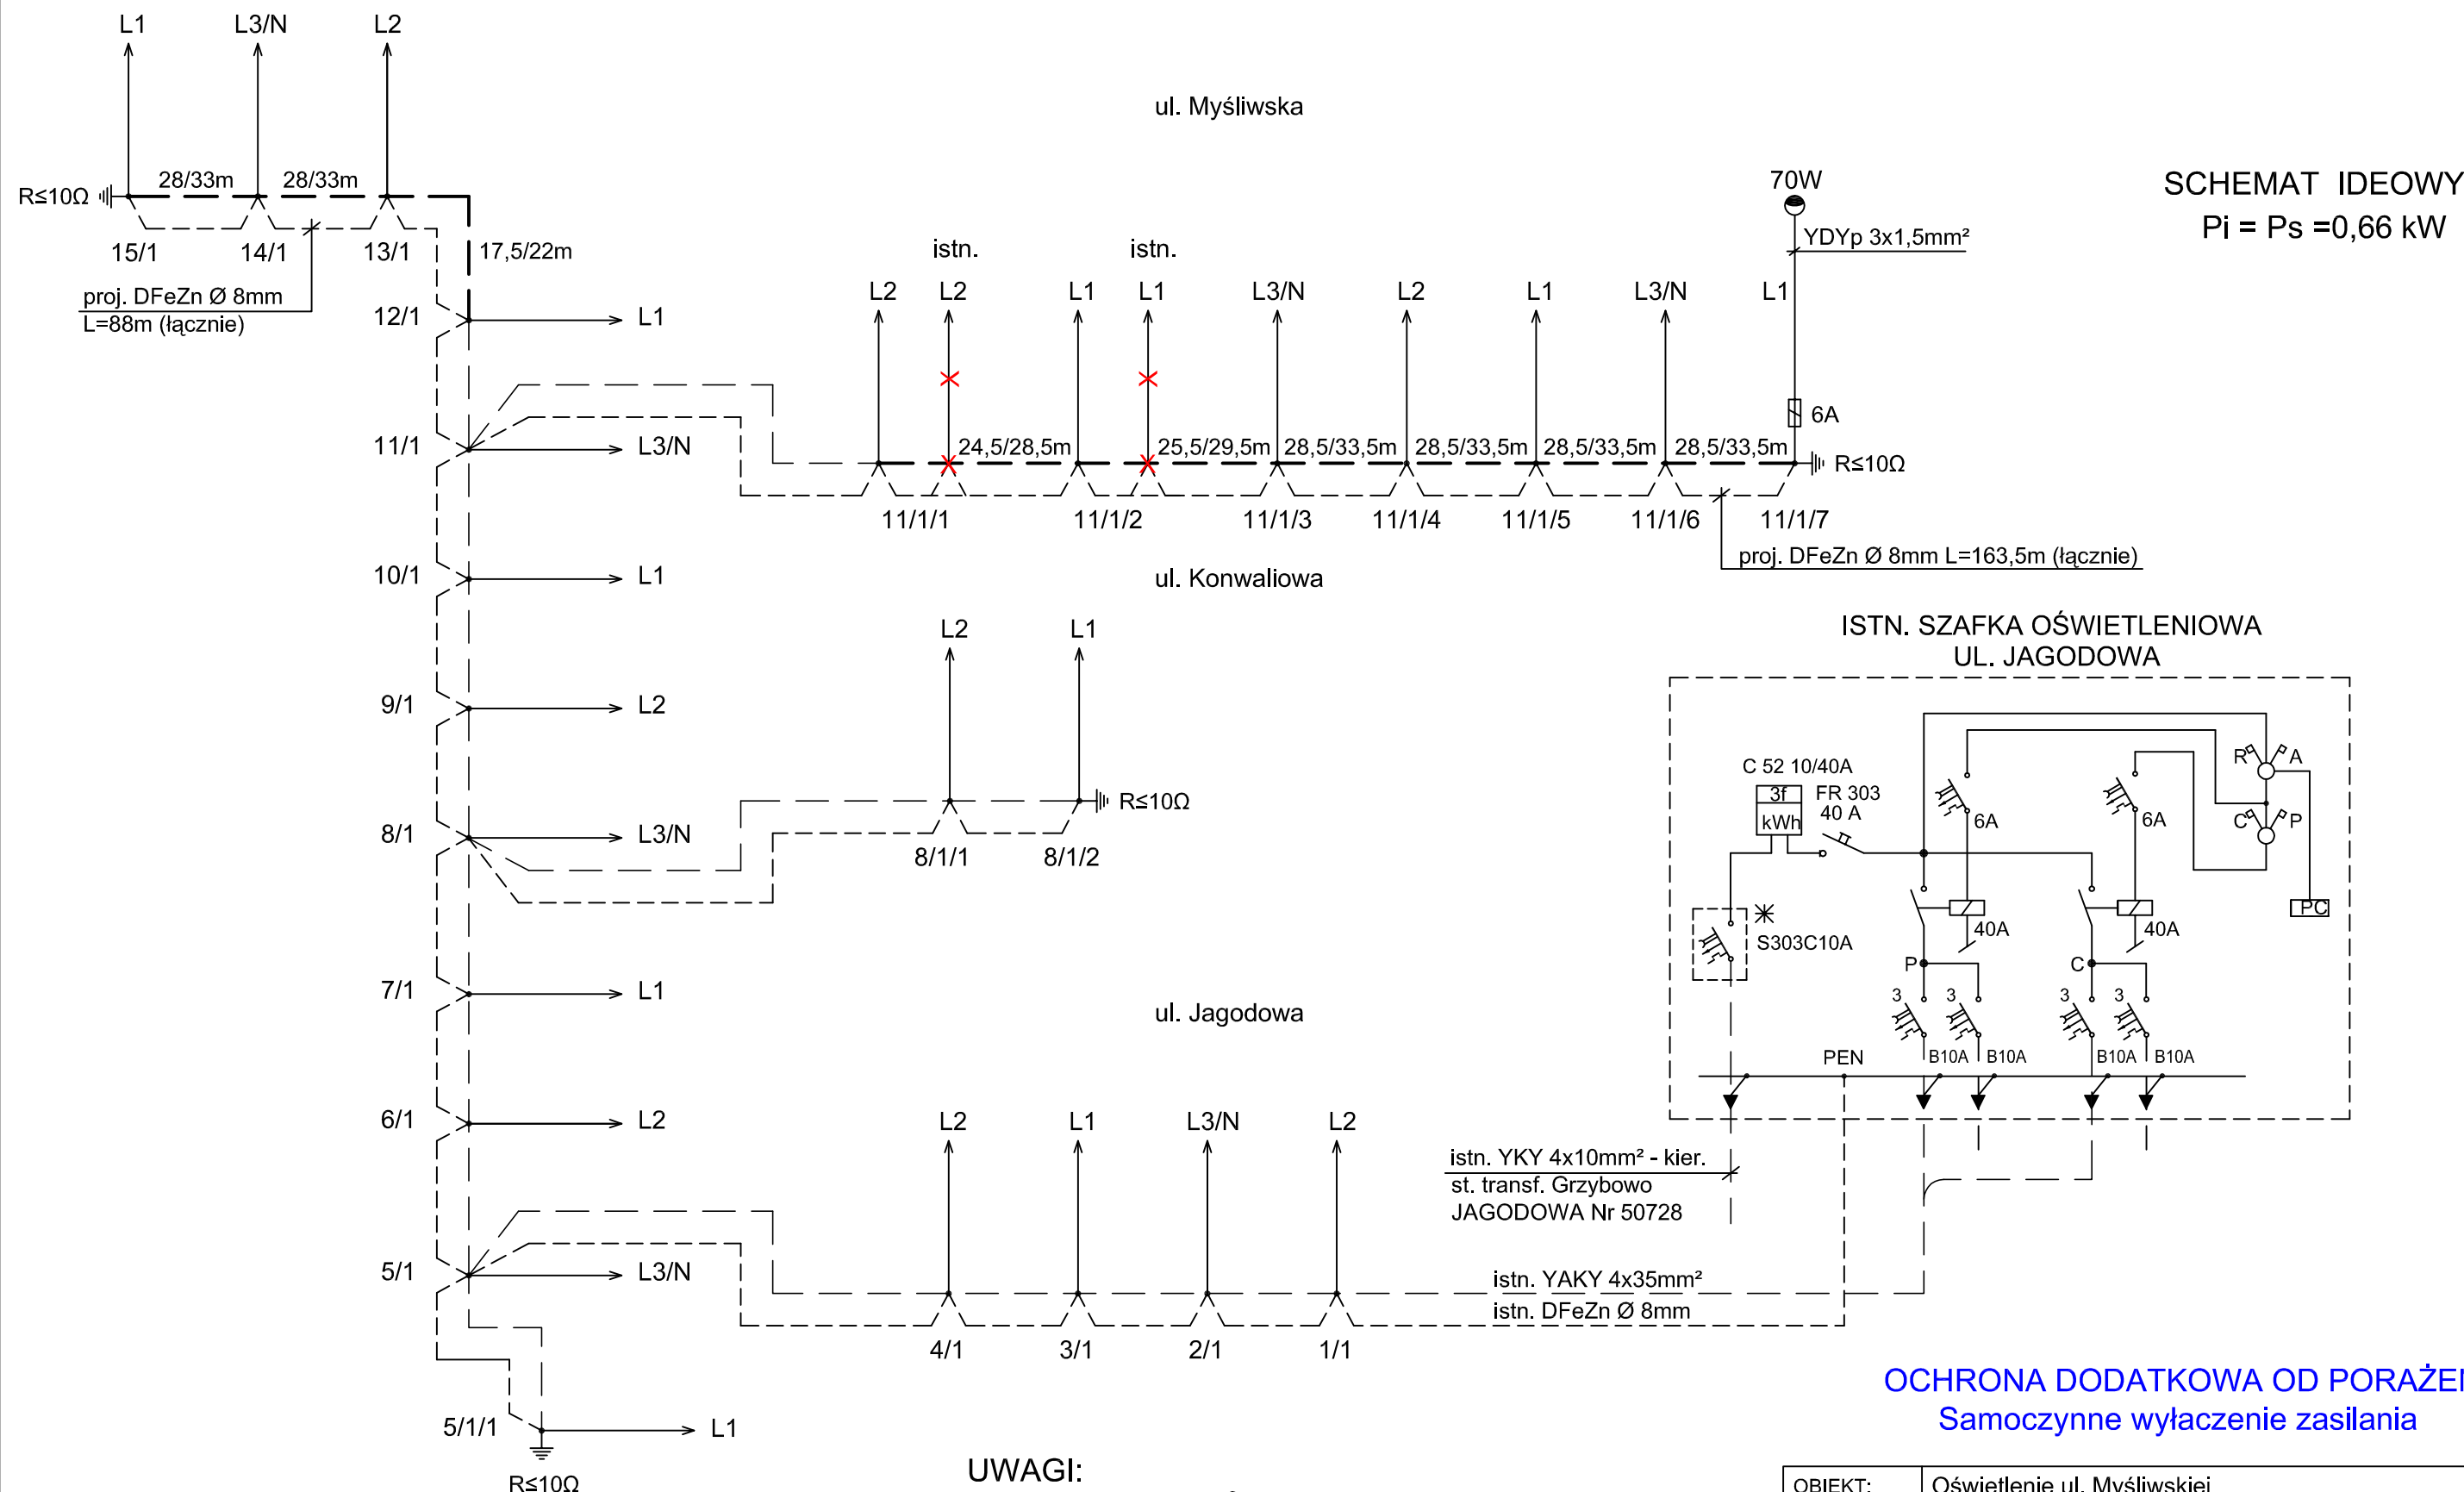 L1 L3/N L2
ul. Myśliwska
28/33m 28/33m
R≤10Ω
15/1 14/1 13/1
17,5/22m
proj. DFeZn Ø 8mm
L=88m (łącznie)
SCHEMAT IDEOWY
Pi = Ps =0,66 kW
70W
YDYp 3x1,5mm²
istn. istn.
L2 L2 L1 L1 L3/N L2 L1 L3/N L1
6A
24,5/28,5m 25,5/29,5m 28,5/33,5m 28,5/33,5m 28,5/33,5m 28,5/33,5m
R≤10Ω
11/1/1 11/1/2 11/1/3 11/1/4 11/1/5 11/1/6 11/1/7
proj. DFeZn Ø 8mm L=163,5m (łącznie)
12/1 L1
11/1 L3/N
10/1 L1
9/1 L2
8/1 L3/N
7/1 L1
6/1 L2
5/1 L3/N
5/1/1 L1
R≤10Ω
ul. Konwaliowa
L2 L1
R≤10Ω
8/1/1 8/1/2
ul. Jagodowa
L2 L1 L3/N L2
4/1 3/1 2/1 1/1
istn. YAKY 4x35mm²
istn. DFeZn Ø 8mm
istn. YKY 4x10mm² - kier.
st. transf. Grzybowo
JAGODOWA Nr 50728
ISTN. SZAFKA OŚWIETLENIOWA
UL. JAGODOWA
C 52 10/40A
3f
kWh
FR 303
40 A
6A 6A
R A
C P
PC
S303C10A
40A 40A
P C
3 3 3 3
PEN
B10A B10A B10A B10A
OCHRONA DODATKOWA OD PORAŻEŃ
Samoczynne wyłaczenie zasilania
UWAGI:
OBIEKT: Oświetlenie ul. Myśliwskiej